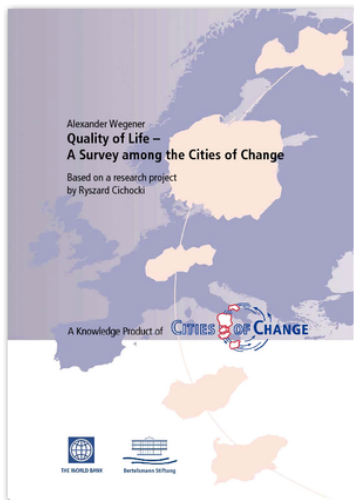 Alexander Wegener
Quality of Life –
A Survey among the Cities of Change
Based on a research project
by Ryszard Cichocki
A Knowledge Product of CITIES OF CHANGE
THE WORLD BANK
Bertelsmann Stiftung